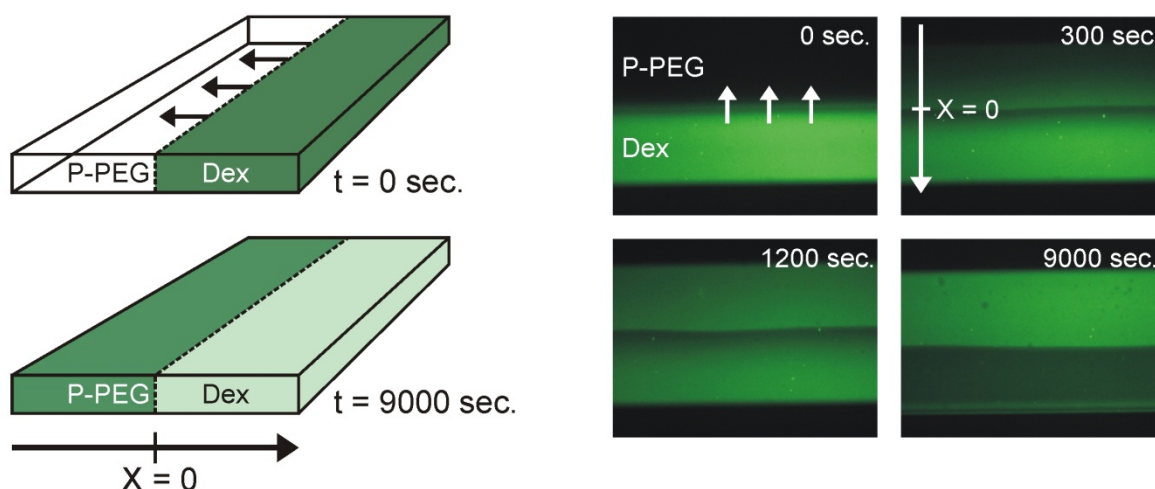 P-PEG Dex
t = 0 sec.
P-PEG Dex
t = 9000 sec.
X = 0
0 sec.
P-PEG
Dex
300 sec.
X = 0
1200 sec.
9000 sec.